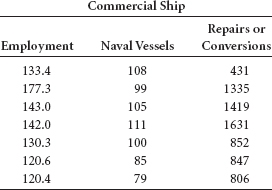 Commercial Ship
Repairs or
Employment Naval Vessels Conversions
133.4 108 431
177.3 99 1335
143.0 105 1419
142.0 111 1631
130.3 100 852
120.6 85 847
120.4 79 806